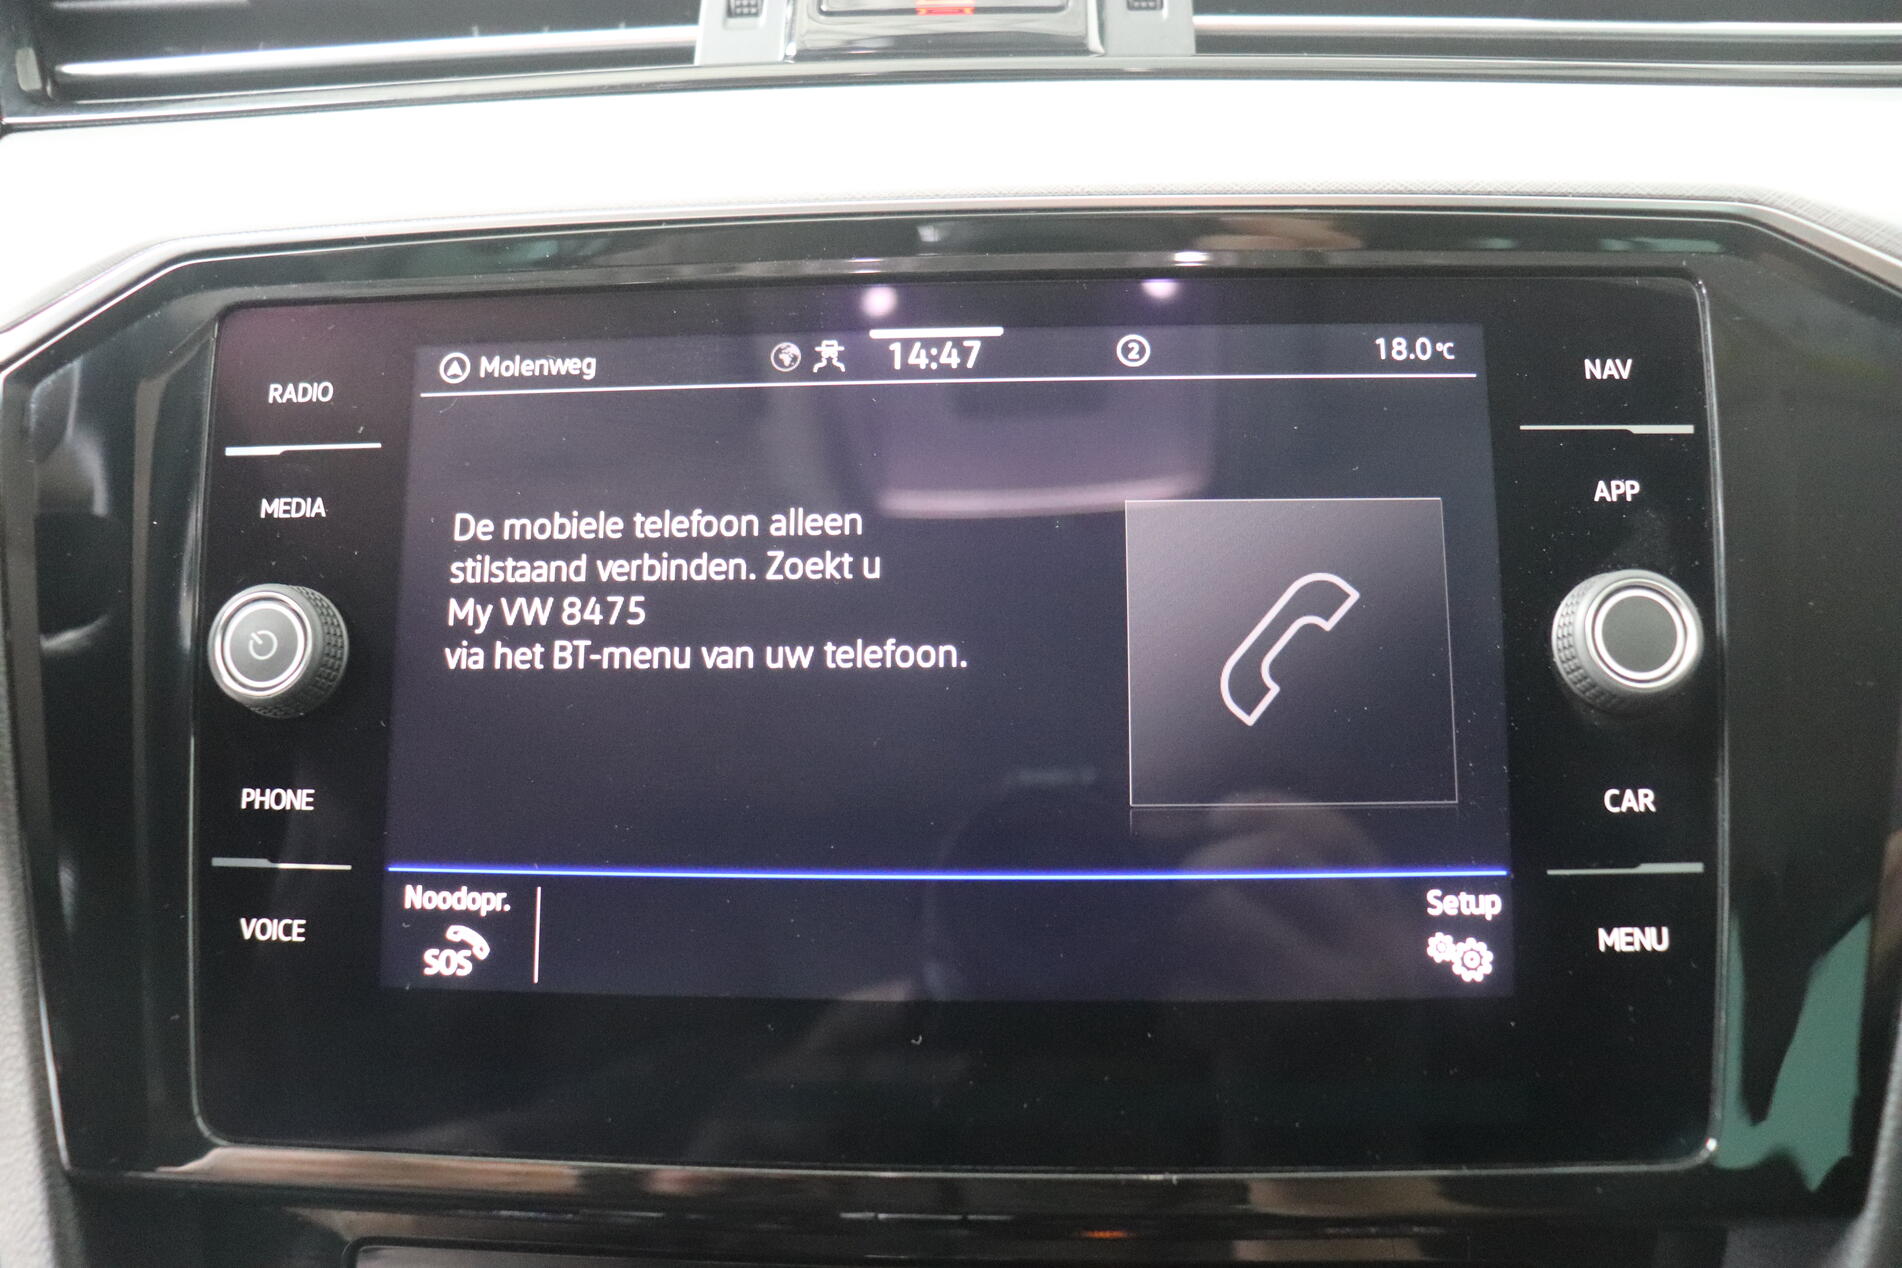 Molenweg
14:47
2
18.0°C
RADIO
MEDIA
PHONE
VOICE
De mobiele telefoon alleen
stilstaand verbinden. Zoekt u
My VW 8475
via het BT-menu van uw telefoon.
Noodopr.
SOS
Setup
NAV
APP
CAR
MENU